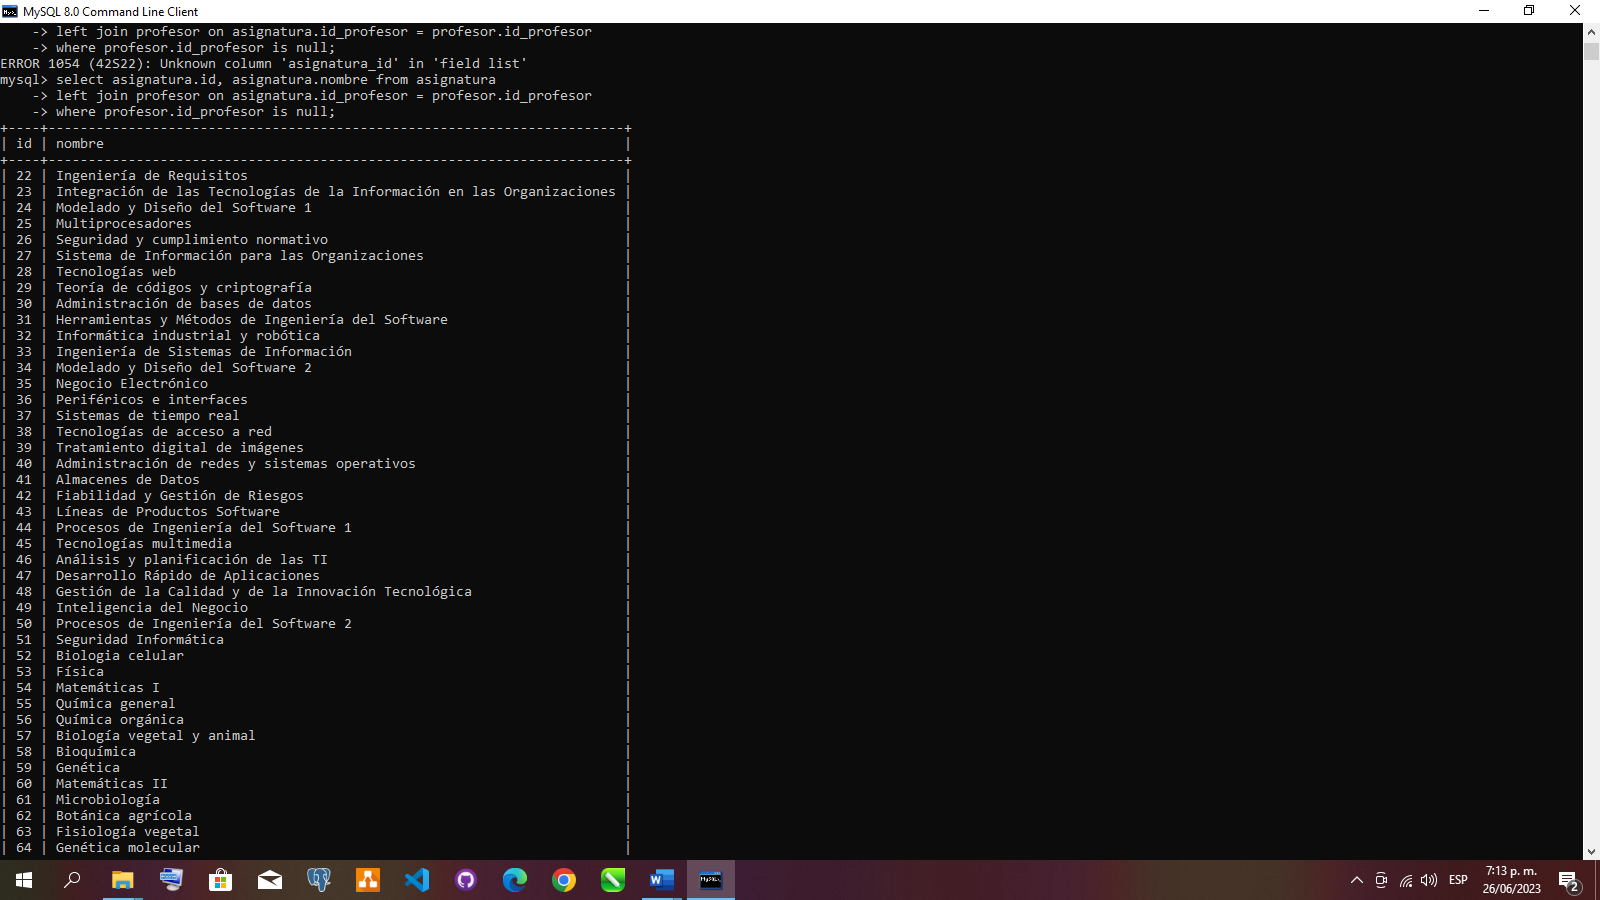 MySQL 8.0 Command Line Client
    -> left join profesor on asignatura.id_profesor = profesor.id_profesor
    -> where profesor.id_profesor is null;
ERROR 1054 (42S22): Unknown column 'asignatura_id' in 'field list'
mysql> select asignatura.id, asignatura.nombre from asignatura
    -> left join profesor on asignatura.id_profesor = profesor.id_profesor
    -> where profesor.id_profesor is null;
| id | nombre |
| 22 | Ingeniería de Requisitos |
| 23 | Integración de las Tecnologías de la Información en las Organizaciones |
| 24 | Modelado y Diseño del Software 1 |
| 25 | Multiprocesadores |
| 26 | Seguridad y cumplimiento normativo |
| 27 | Sistema de Información para las Organizaciones |
| 28 | Tecnologías web |
| 29 | Teoría de códigos y criptografía |
| 30 | Administración de bases de datos |
| 31 | Herramientas y Métodos de Ingeniería del Software |
| 32 | Informática industrial y robótica |
| 33 | Ingeniería de Sistemas de Información |
| 34 | Modelado y Diseño del Software 2 |
| 35 | Negocio Electrónico |
| 36 | Periféricos e interfaces |
| 37 | Sistemas de tiempo real |
| 38 | Tecnologías de acceso a red |
| 39 | Tratamiento digital de imágenes |
| 40 | Administración de redes y sistemas operativos |
| 41 | Almacenes de Datos |
| 42 | Fiabilidad y Gestión de Riesgos |
| 43 | Líneas de Productos Software |
| 44 | Procesos de Ingeniería del Software 1 |
| 45 | Tecnologías multimedia |
| 46 | Análisis y planificación de las TI |
| 47 | Desarrollo Rápido de Aplicaciones |
| 48 | Gestión de la Calidad y de la Innovación Tecnológica |
| 49 | Inteligencia del Negocio |
| 50 | Procesos de Ingeniería del Software 2 |
| 51 | Seguridad Informática |
| 52 | Biologia celular |
| 53 | Física |
| 54 | Matemáticas I |
| 55 | Química general |
| 56 | Química orgánica |
| 57 | Biología vegetal y animal |
| 58 | Bioquímica |
| 59 | Genética |
| 60 | Matemáticas II |
| 61 | Microbiología |
| 62 | Botánica agrícola |
| 63 | Fisiología vegetal |
| 64 | Genética molecular |
ESP
7:13 p. m.
26/06/2023
2